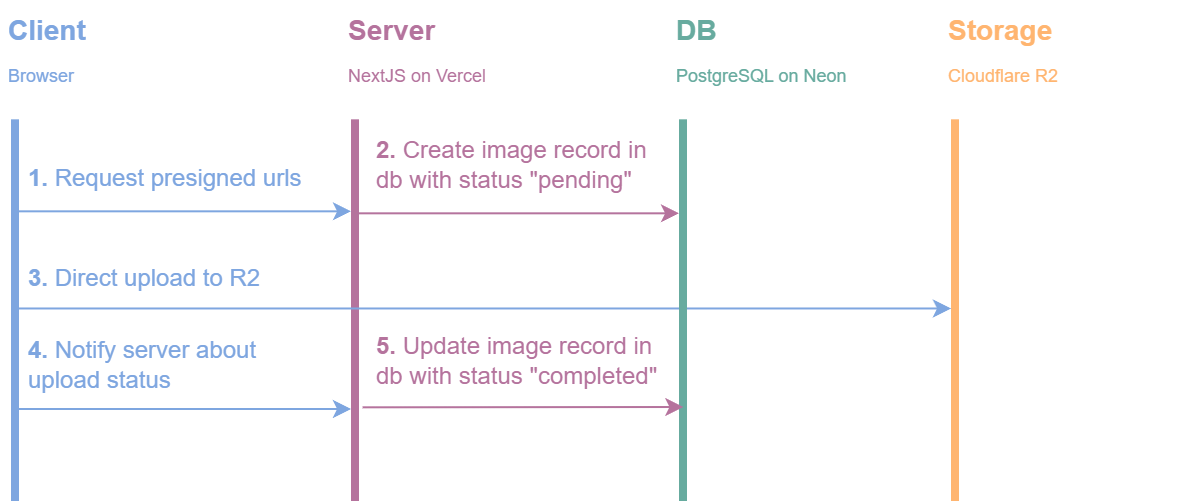 Client
Server
DB
Storage
Browser
NextJS on Vercel
PostgreSQL on Neon
Cloudflare R2
1. Request presigned urls
2. Create image record in
db with status "pending"
3. Direct upload to R2
4. Notify server about
upload status
5. Update image record in
db with status "completed"